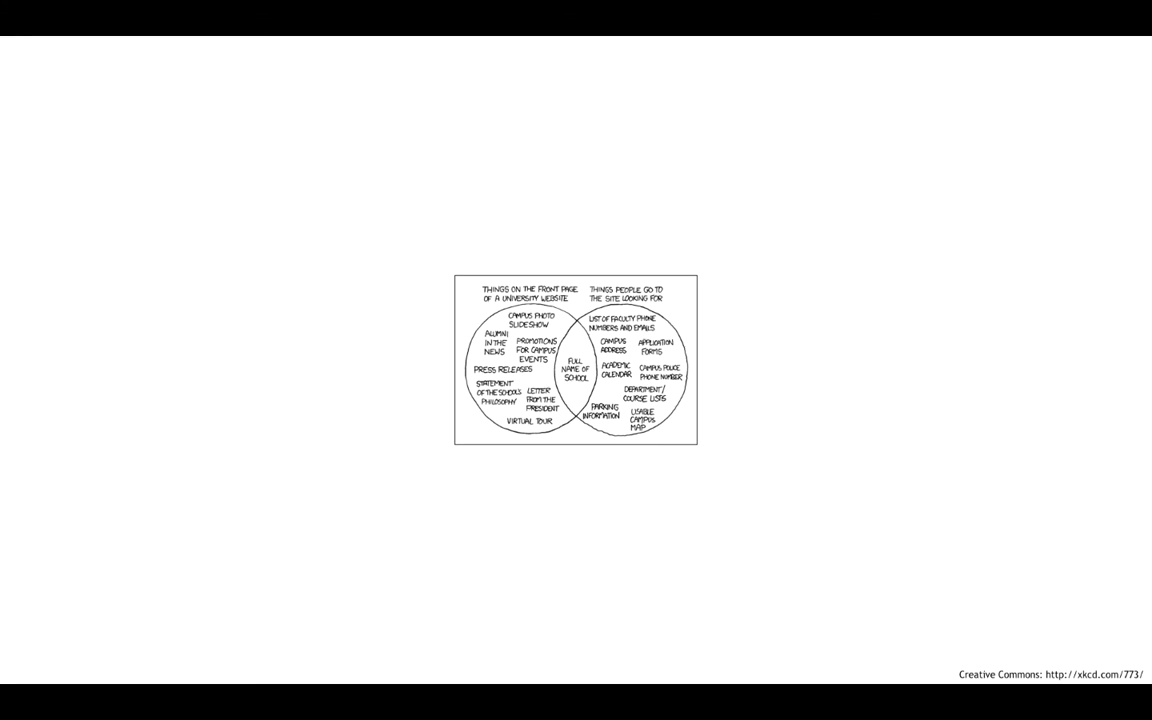 THINGS ON THE FRONT PAGE
OF A UNIVERSITY WEBSITE
THINGS PEOPLE GO TO
THE SITE LOOKING FOR
CAMPUS PHOTO
SLIDESHOW
ALUMNI
IN THE
NEWS
PROMOTIONS
FOR CAMPUS
EVENTS
PRESS RELEASES
STATEMENT
OF THE SCHOOL'S
PHILOSOPHY
LETTER
FROM THE
PRESIDENT
VIRTUAL TOUR
FULL
NAME OF
SCHOOL
LIST OF FACULTY PHONE
NUMBERS AND EMAILS
CAMPUS
ADDRESS
APPLICATION
FORMS
ACADEMIC
CALENDAR
CAMPUS POLICE
PHONE NUMBER
DEPARTMENT/
COURSE LISTS
PARKING
INFORMATION
USABLE
CAMPUS
MAP
Creative Commons: http://xkcd.com/773/